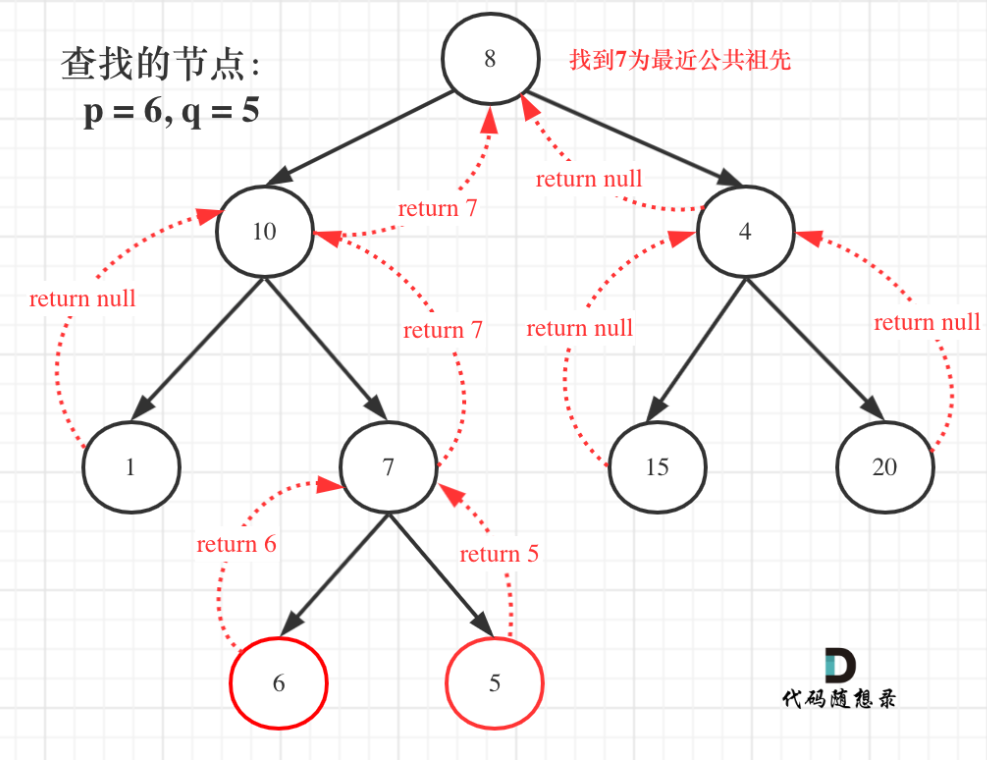 查找的节点:
p = 6, q = 5
8
找到7为最近公共祖先
return null
return 7
10
4
return null
return 7
return null
return null
1
7
15
20
return 6
return 5
6
5
D
代码随想录